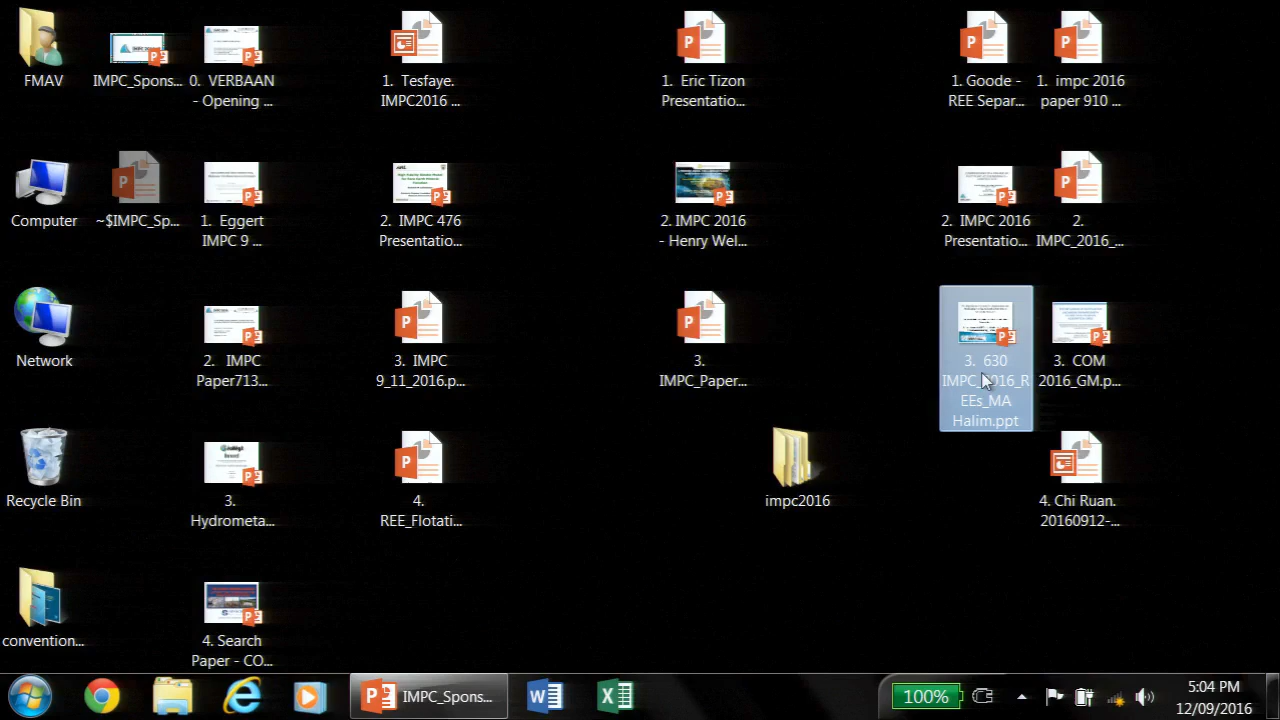 FMAV
IMPC_Spons...
0. VERBAAN
- Opening ...
1. Tesfaye.
IMPC2016 ...
1. Eric Tizon
Presentatio...
1. Goode -
REE Separ...
1. impc 2016
paper 910 ...
Computer
~$IMPC_Sp...
1. Eggert
IMPC 9 ...
2. IMPC 476
Presentatio...
2. IMPC 2016
- Henry Wel...
2. IMPC 2016
Presentatio...
2.
IMPC_2016_...
Network
2. IMPC
Paper713...
3. IMPC
9_11_2016.p...
3.
IMPC_Paper...
3. 630
IMPC_2016_R
EEs_MA
Halim.ppt
3. COM
2016_GM.p...
Recycle Bin
3.
Hydrometa...
4.
REE_Flotati...
impc2016
4. Chi Ruan.
20160912-...
convention...
4. Search
Paper - CO...
IMPC_Spons...
100%
5:04 PM
12/09/2016